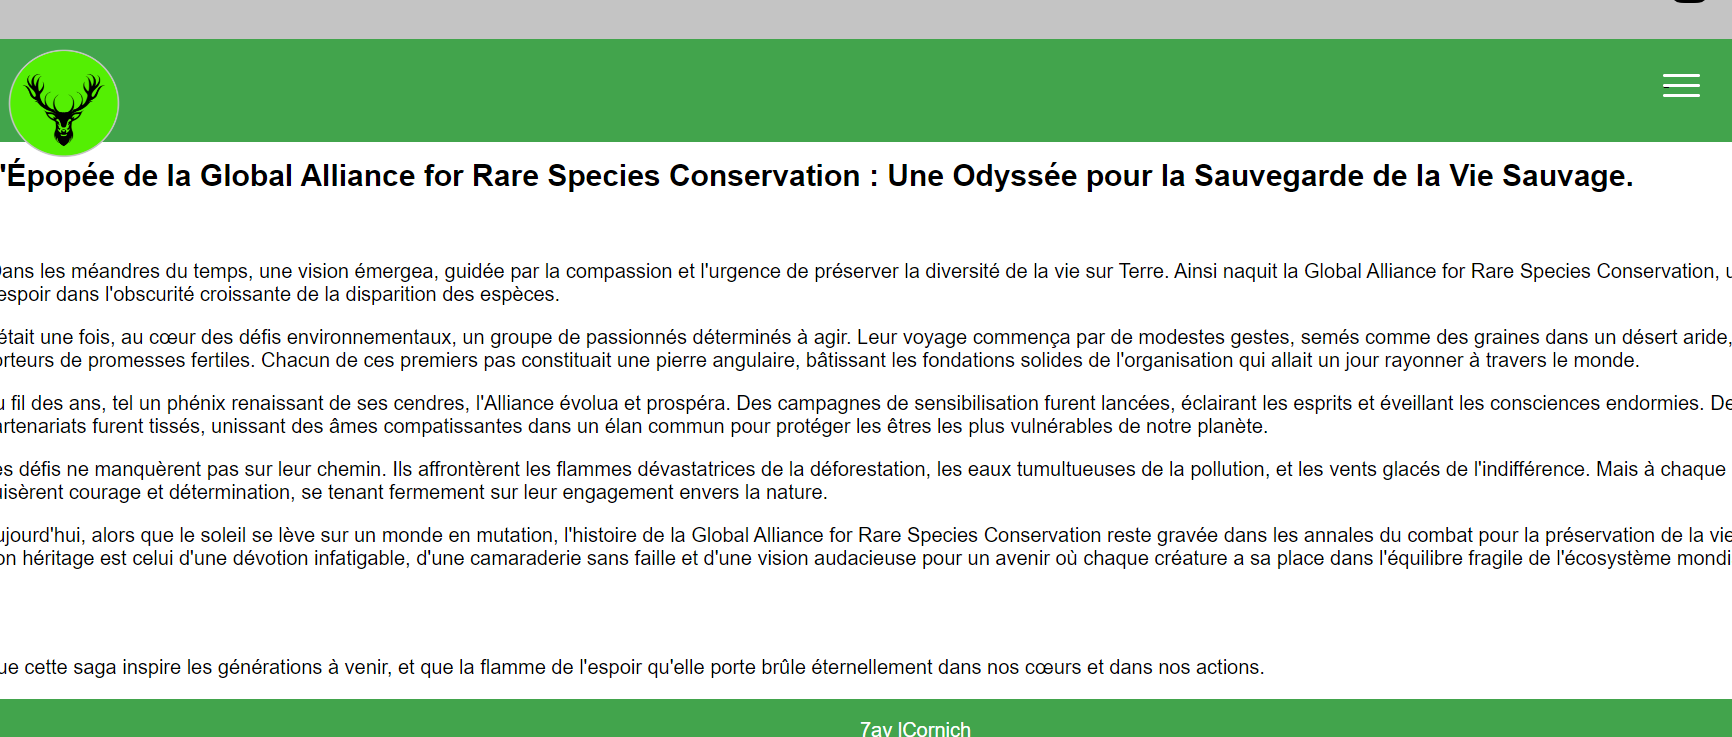 'Épopée de la Global Alliance for Rare Species Conservation : Une Odyssée pour la Sauvegarde de la Vie Sauvage.
ans les méandres du temps, une vision émergea, guidée par la compassion et l'urgence de préserver la diversité de la vie sur Terre. Ainsi naquit la Global Alliance for Rare Species Conservation, u
espoir dans l'obscurité croissante de la disparition des espèces.
était une fois, au cœur des défis environnementaux, un groupe de passionnés déterminés à agir. Leur voyage commença par de modestes gestes, semés comme des graines dans un désert aride,
orteurs de promesses fertiles. Chacun de ces premiers pas constituait une pierre angulaire, bâtissant les fondations solides de l'organisation qui allait un jour rayonner à travers le monde.
u fil des ans, tel un phénix renaissant de ses cendres, l'Alliance évolua et prospéra. Des campagnes de sensibilisation furent lancées, éclairant les esprits et éveillant les consciences endormies. De
artenariats furent tissés, unissant des âmes compatissantes dans un élan commun pour protéger les êtres les plus vulnérables de notre planète.
es défis ne manquèrent pas sur leur chemin. Ils affrontèrent les flammes dévastatrices de la déforestation, les eaux tumultueuses de la pollution, et les vents glacés de l'indifférence. Mais à chaque
uisèrent courage et détermination, se tenant fermement sur leur engagement envers la nature.
ujourd'hui, alors que le soleil se lève sur un monde en mutation, l'histoire de la Global Alliance for Rare Species Conservation reste gravée dans les annales du combat pour la préservation de la vie
on héritage est celui d'une dévotion infatigable, d'une camaraderie sans faille et d'une vision audacieuse pour un avenir où chaque créature a sa place dans l'équilibre fragile de l'écosystème mondi
ue cette saga inspire les générations à venir, et que la flamme de l'espoir qu'elle porte brûle éternellement dans nos cœurs et dans nos actions.
7av lCornich